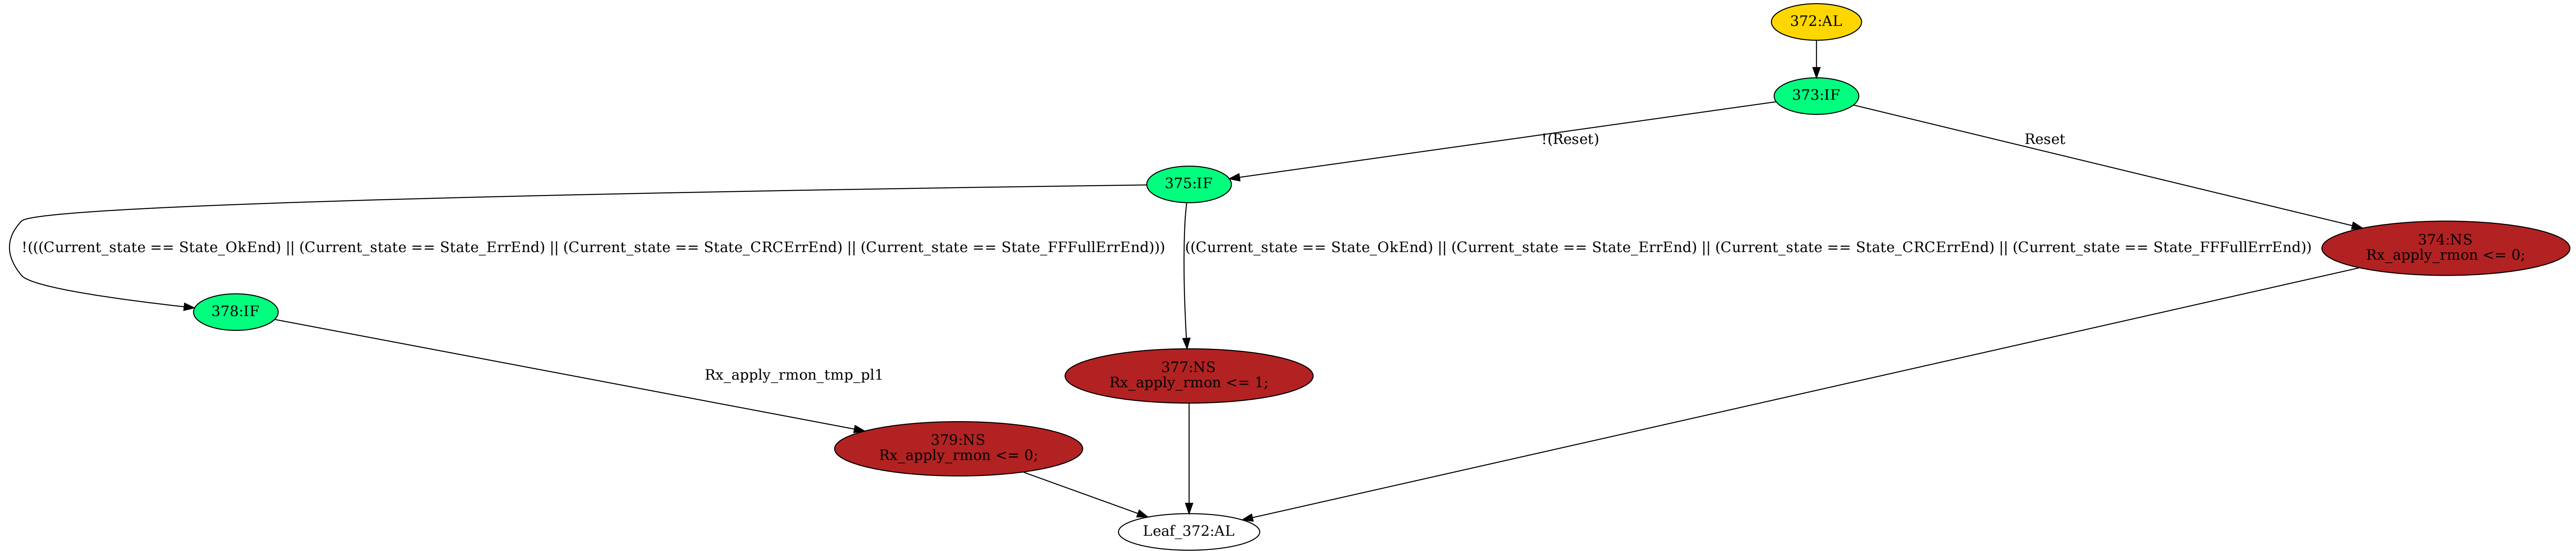 372:AL
373:IF
!(Reset)
Reset
375:IF
!(((Current_state == State_OkEnd) || (Current_state == State_ErrEnd) || (Current_state == State_CRCErrEnd) || (Current_state == State_FFFullErrEnd)))
((Current_state == State_OkEnd) || (Current_state == State_ErrEnd) || (Current_state == State_CRCErrEnd) || (Current_state == State_FFFullErrEnd))
374:NS
Rx_apply_rmon <= 0;
378:IF
Rx_apply_rmon_tmp_pl1
377:NS
Rx_apply_rmon <= 1;
379:NS
Rx_apply_rmon <= 0;
Leaf_372:AL